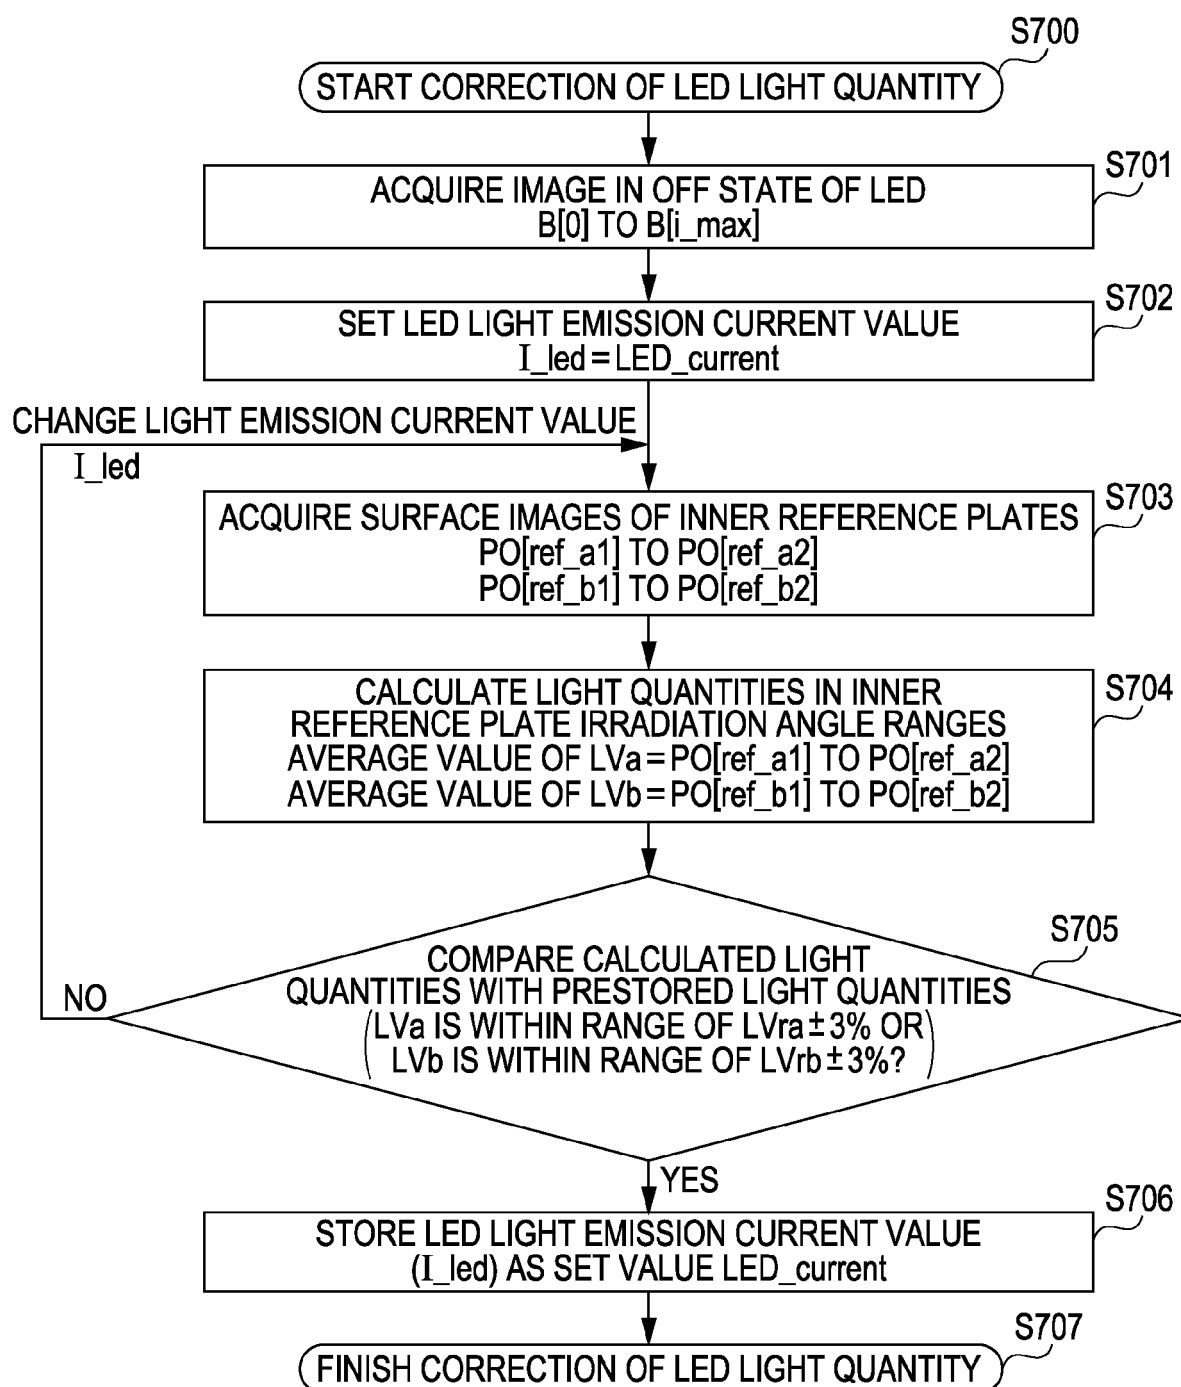 S700
START CORRECTION OF LED LIGHT QUANTITY
S701
ACQUIRE IMAGE IN OFF STATE OF LED
B[0] TO B[i_max]
S702
SET LED LIGHT EMISSION CURRENT VALUE
I_led = LED_current
CHANGE LIGHT EMISSION CURRENT VALUE
I_led
S703
ACQUIRE SURFACE IMAGES OF INNER REFERENCE PLATES
PO[ref_a1] TO PO[ref_a2]
PO[ref_b1] TO PO[ref_b2]
S704
CALCULATE LIGHT QUANTITIES IN INNER
REFERENCE PLATE IRRADIATION ANGLE RANGES
AVERAGE VALUE OF LVa = PO[ref_a1] TO PO[ref_a2]
AVERAGE VALUE OF LVb = PO[ref_b1] TO PO[ref_b2]
S705
COMPARE CALCULATED LIGHT
QUANTITIES WITH PRESTORED LIGHT QUANTITIES
(LVa IS WITHIN RANGE OF LVra ± 3% OR
LVb IS WITHIN RANGE OF LVrb ± 3%?)
NO
YES
S706
STORE LED LIGHT EMISSION CURRENT VALUE
(I_led) AS SET VALUE LED_current
S707
FINISH CORRECTION OF LED LIGHT QUANTITY